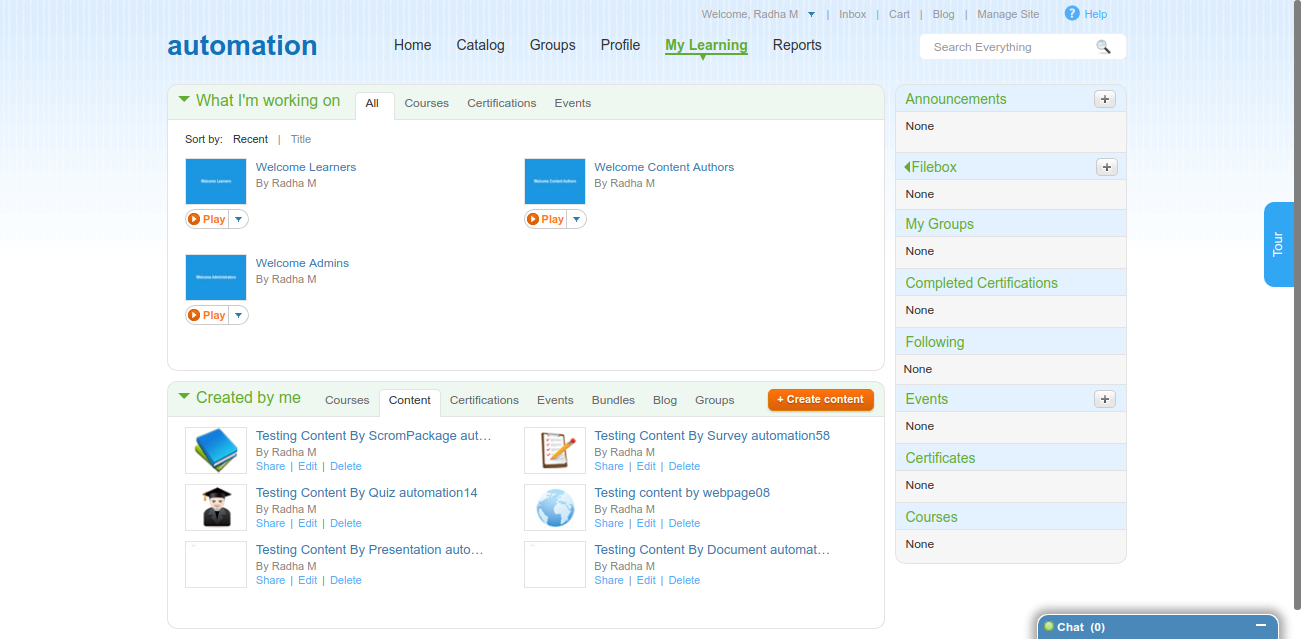 Welcome, Radha M | Inbox | Cart | Blog | Manage Site ? Help
automation
Home Catalog Groups Profile My Learning Reports
Search Everything
What I'm working on All Courses Certifications Events
Sort by: Recent | Title
Welcome Learners
Welcome Learners
By Radha M
Play
Welcome Content Authors
Welcome Content Authors
By Radha M
Play
Welcome Administrators
Welcome Admins
By Radha M
Play
Created by me Courses Content Certifications Events Bundles Blog Groups + Create content
Testing Content By ScromPackage aut…
By Radha M
Share | Edit | Delete
Testing Content By Survey automation58
By Radha M
Share | Edit | Delete
Testing Content By Quiz automation14
By Radha M
Share | Edit | Delete
Testing content by webpage08
By Radha M
Share | Edit | Delete
Testing Content By Presentation auto…
By Radha M
Share | Edit | Delete
Testing Content By Document automat…
By Radha M
Share | Edit | Delete
Announcements +
None
Filebox +
None
My Groups
None
Completed Certifications
None
Following
None
Events +
None
Certificates
None
Courses
None
Tour
Chat (0)